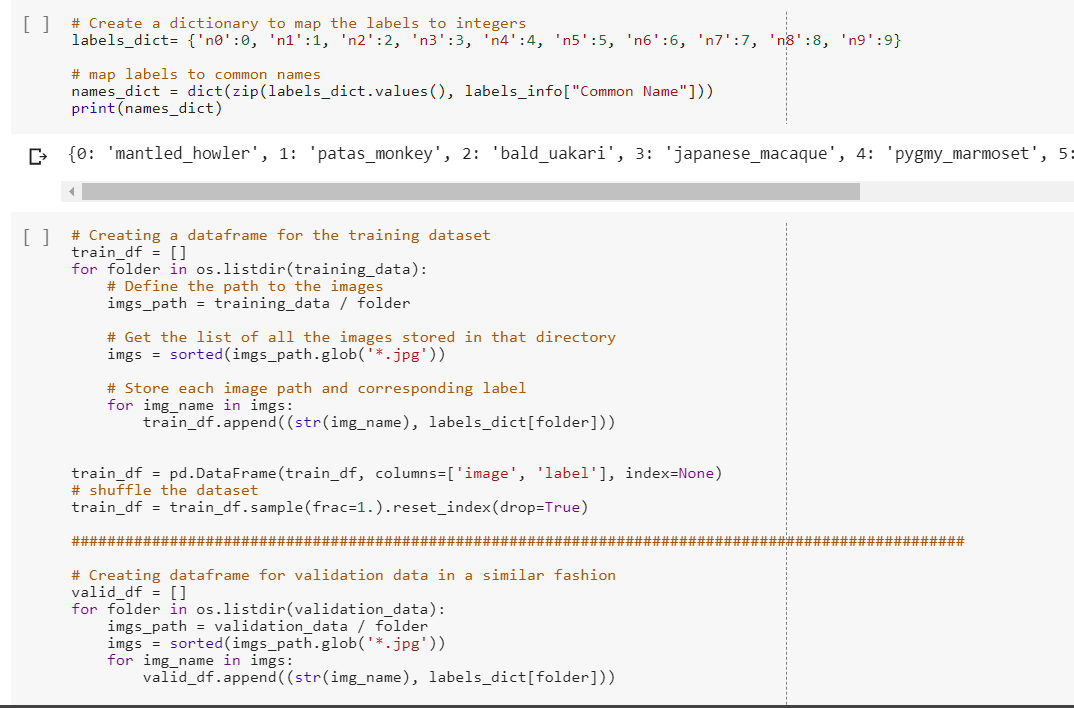 [ ] # Create a dictionary to map the labels to integers
labels_dict= {'n0':0, 'n1':1, 'n2':2, 'n3':3, 'n4':4, 'n5':5, 'n6':6, 'n7':7, 'n8':8, 'n9':9}
# map labels to common names
names_dict = dict(zip(labels_dict.values(), labels_info["Common Name"]))
print(names_dict)
{0: 'mantled_howler', 1: 'patas_monkey', 2: 'bald_uakari', 3: 'japanese_macaque', 4: 'pygmy_marmoset', 5:
[ ] # Creating a dataframe for the training dataset
train_df = []
for folder in os.listdir(training_data):
    # Define the path to the images
    imgs_path = training_data / folder
    # Get the list of all the images stored in that directory
    imgs = sorted(imgs_path.glob('*.jpg'))
    # Store each image path and corresponding label
    for img_name in imgs:
        train_df.append((str(img_name), labels_dict[folder]))
train_df = pd.DataFrame(train_df, columns=['image', 'label'], index=None)
# shuffle the dataset
train_df = train_df.sample(frac=1.).reset_index(drop=True)
####################################################################################################
# Creating dataframe for validation data in a similar fashion
valid_df = []
for folder in os.listdir(validation_data):
    imgs_path = validation_data / folder
    imgs = sorted(imgs_path.glob('*.jpg'))
    for img_name in imgs:
        valid_df.append((str(img_name), labels_dict[folder]))